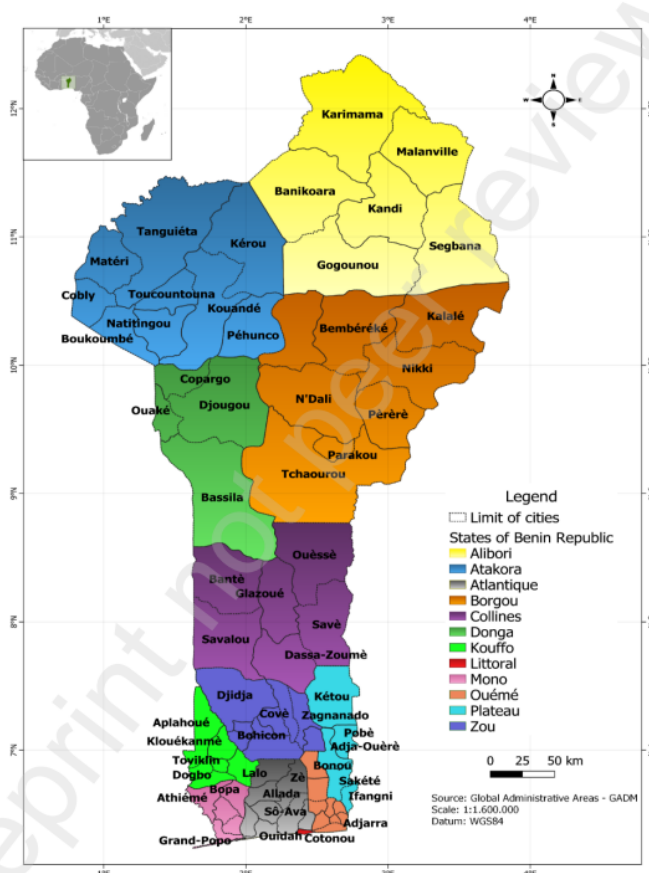 1°E 2°E 3°E 4°E
12°N
N
W E
S
Karimama
Malanville
Banikoara
Kandi
11°N
Tanguiéta
Kérou
Segbana
Matéri
Gogounou
Cobly
Toucountouna
Kouandé
Kalalé
Natitingou
Bembéréké
Boukoumbé
Péhunco
10°N
Copargo
Nikki
Ouaké
Djougou
N'Dali
Pèrèrè
Parakou
Tchaourou
9°N
Bassila
Ouèssè
Bantè
Glazoué
8°N
Savalou
Savè
Dassa-Zoumè
Djidja
Kétou
Covè
Zagnanado
Aplahoué
Bohicon
Pobè
Klouékanmè
Adja-Ouèrè
7°N
Toviklin
Lalo
Bonou
Dogbo
Zè
Sakété
Athiémé
Bopa
Allada
Ifangni
Sô-Ava
Adjarra
Grand-Popo
Ouidah
Cotonou
Legend
Limit of cities
States of Benin Republic
Alibori
Atakora
Atlantique
Borgou
Collines
Donga
Kouffo
Littoral
Mono
Ouémé
Plateau
Zou
0 25 50 km
Source: Global Administrative Areas - GADM
Scale: 1:1.600.000
Datum: WGS84
eprint not peer review